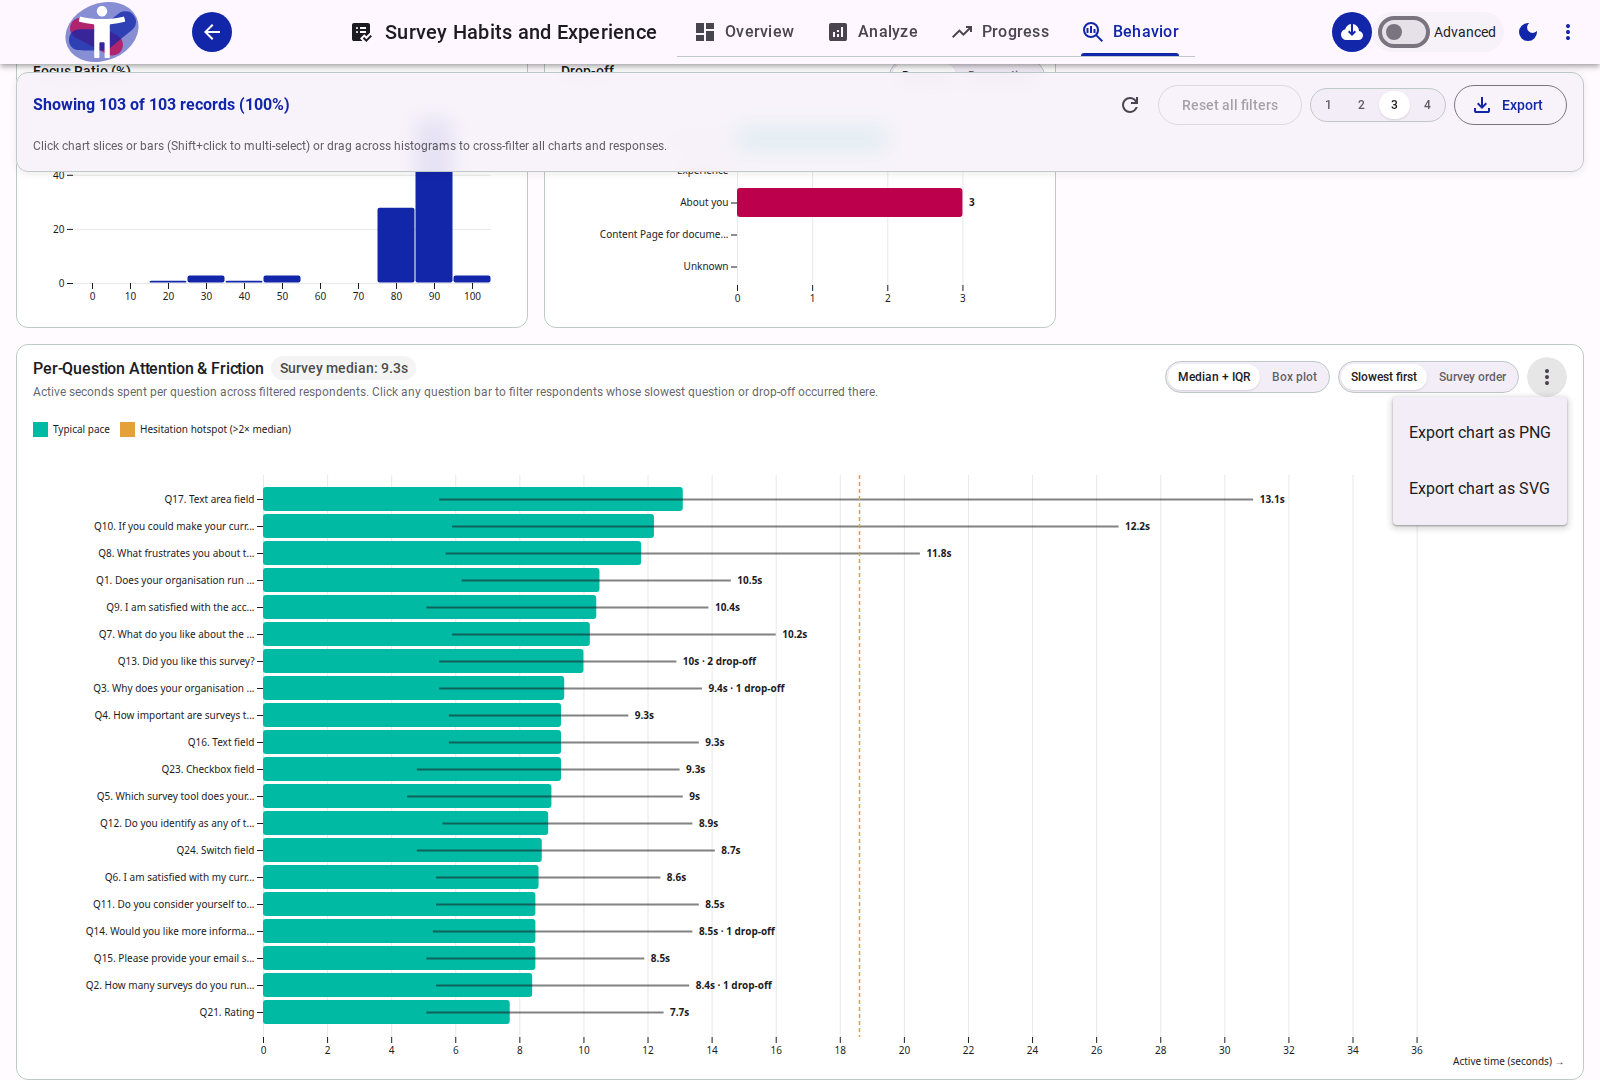 Survey Habits and Experience
Overview
Analyze
Progress
Behavior
Advanced
Focus Ratio (%)
Drop-off
Showing 103 of 103 records (100%)
Reset all filters
1 2 3 4
Export
Click chart slices or bars (Shift+click to multi-select) or drag across histograms to cross-filter all charts and responses.
40
20
0
0 10 20 30 40 50 60 70 80 90 100
Experience
About you
3
Content Page for docume...
Unknown
0 1 2 3
Per-Question Attention & Friction
Survey median: 9.3s
Median + IQR
Box plot
Slowest first
Survey order
Active seconds spent per question across filtered respondents. Click any question bar to filter respondents whose slowest question or drop-off occurred there.
Export chart as PNG
Export chart as SVG
Typical pace
Hesitation hotspot (>2× median)
Q17. Text area field 13.1s
Q10. If you could make your curr... 12.2s
Q8. What frustrates you about t... 11.8s
Q1. Does your organisation run ... 10.5s
Q9. I am satisfied with the acc... 10.4s
Q7. What do you like about the ... 10.2s
Q13. Did you like this survey? 10s · 2 drop-off
Q3. Why does your organisation ... 9.4s · 1 drop-off
Q4. How important are surveys t... 9.3s
Q16. Text field 9.3s
Q23. Checkbox field 9.3s
Q5. Which survey tool does your... 9s
Q12. Do you identify as any of t... 8.9s
Q24. Switch field 8.7s
Q6. I am satisfied with my curr... 8.6s
Q11. Do you consider yourself to... 8.5s
Q14. Would you like more informa... 8.5s · 1 drop-off
Q15. Please provide your email s... 8.5s
Q2. How many surveys do you run... 8.4s · 1 drop-off
Q21. Rating 7.7s
0 2 4 6 8 10 12 14 16 18 20 22 24 26 28 30 32 34 36
Active time (seconds) →